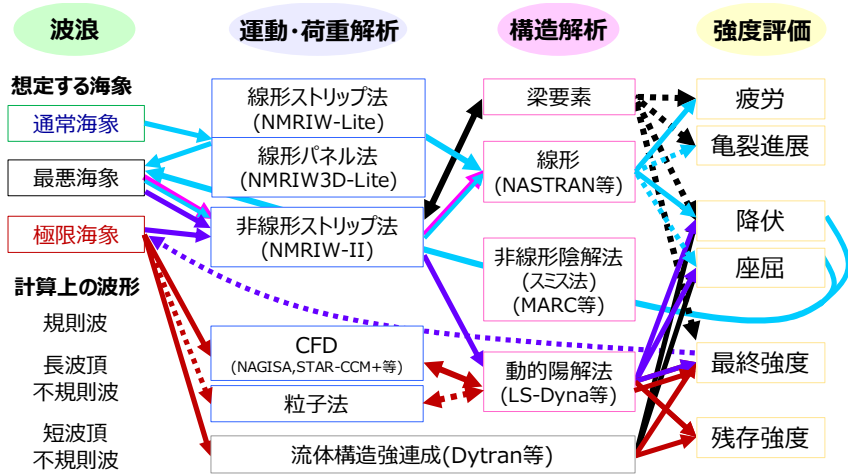 波浪
運動・荷重解析
構造解析
強度評価
想定する海象
通常海象
最悪海象
極限海象
計算上の波形
規則波
長波頂
不規則波
短波頂
不規則波
線形ストリップ法
(NMRIW-Lite)
線形パネル法
(NMRIW3D-Lite)
非線形ストリップ法
(NMRIW-II)
CFD
(NAGISA,STAR-CCM+等)
粒子法
流体構造強連成(Dytran等)
梁要素
線形
(NASTRAN等)
非線形陰解法
(スミス法)
(MARC等)
動的陽解法
(LS-Dyna等)
疲労
亀裂進展
降伏
座屈
最終強度
残存強度